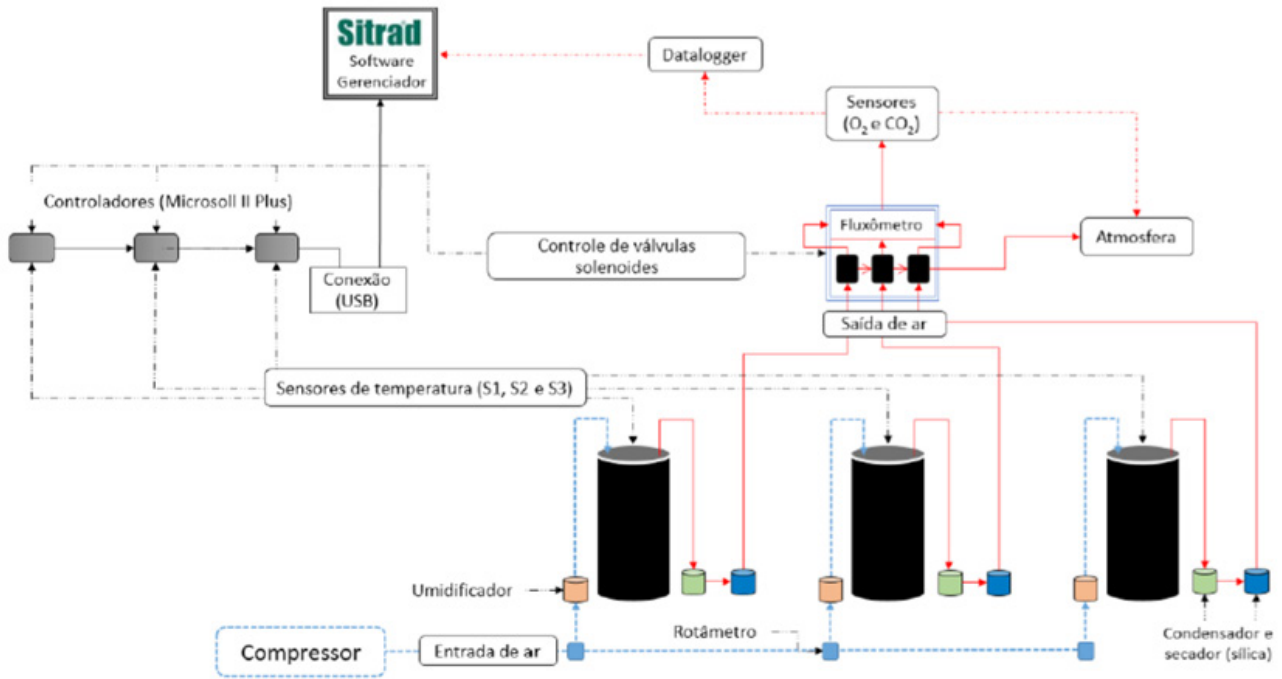 Sitrad
Software
Gerenciador
Datalogger
Sensores
(O₂ e CO₂)
Controladores (Microsoll II Plus)
Fluxômetro
Controle de válvulas
solenoides
Atmosfera
Conexão
(USB)
Saída de ar
Sensores de temperatura (S1, S2 e S3)
Umidificador
Rotâmetro
Compressor
Entrada de ar
Condensador e
secador (sílica)